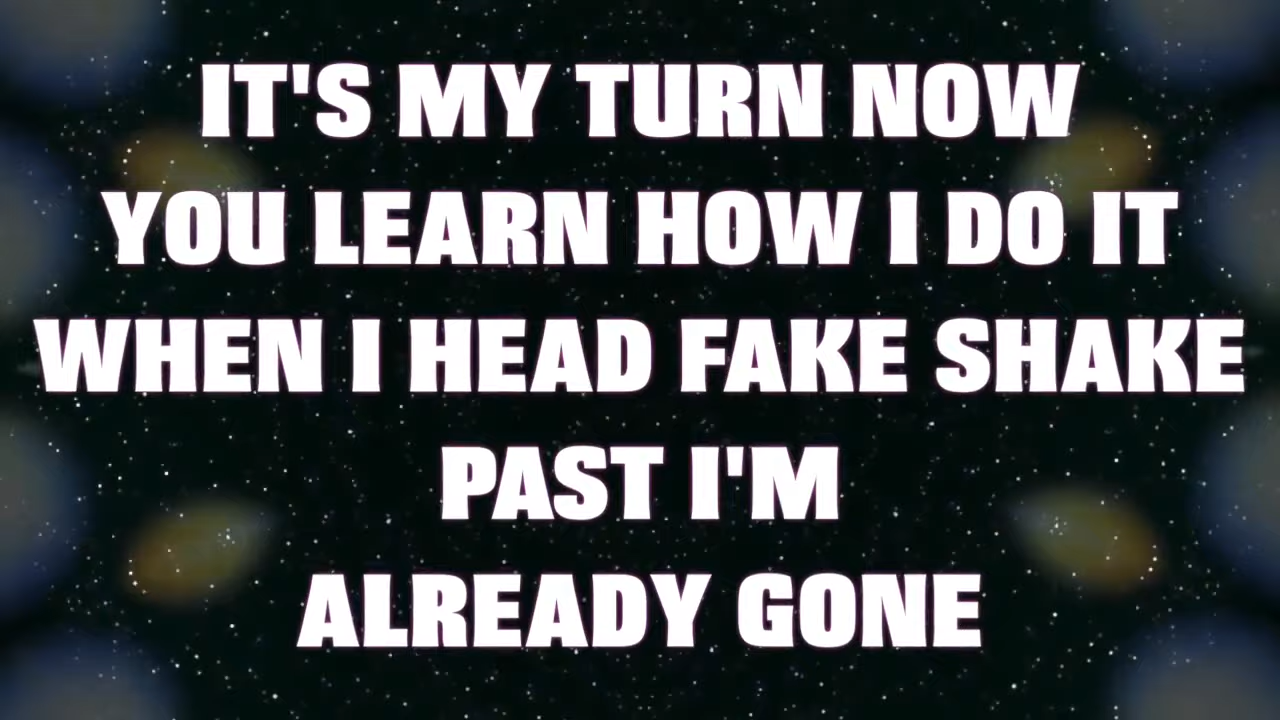 IT'S MY TURN NOW
YOU LEARN HOW I DO IT
WHEN I HEAD FAKE SHAKE
PAST I'M
ALREADY GONE